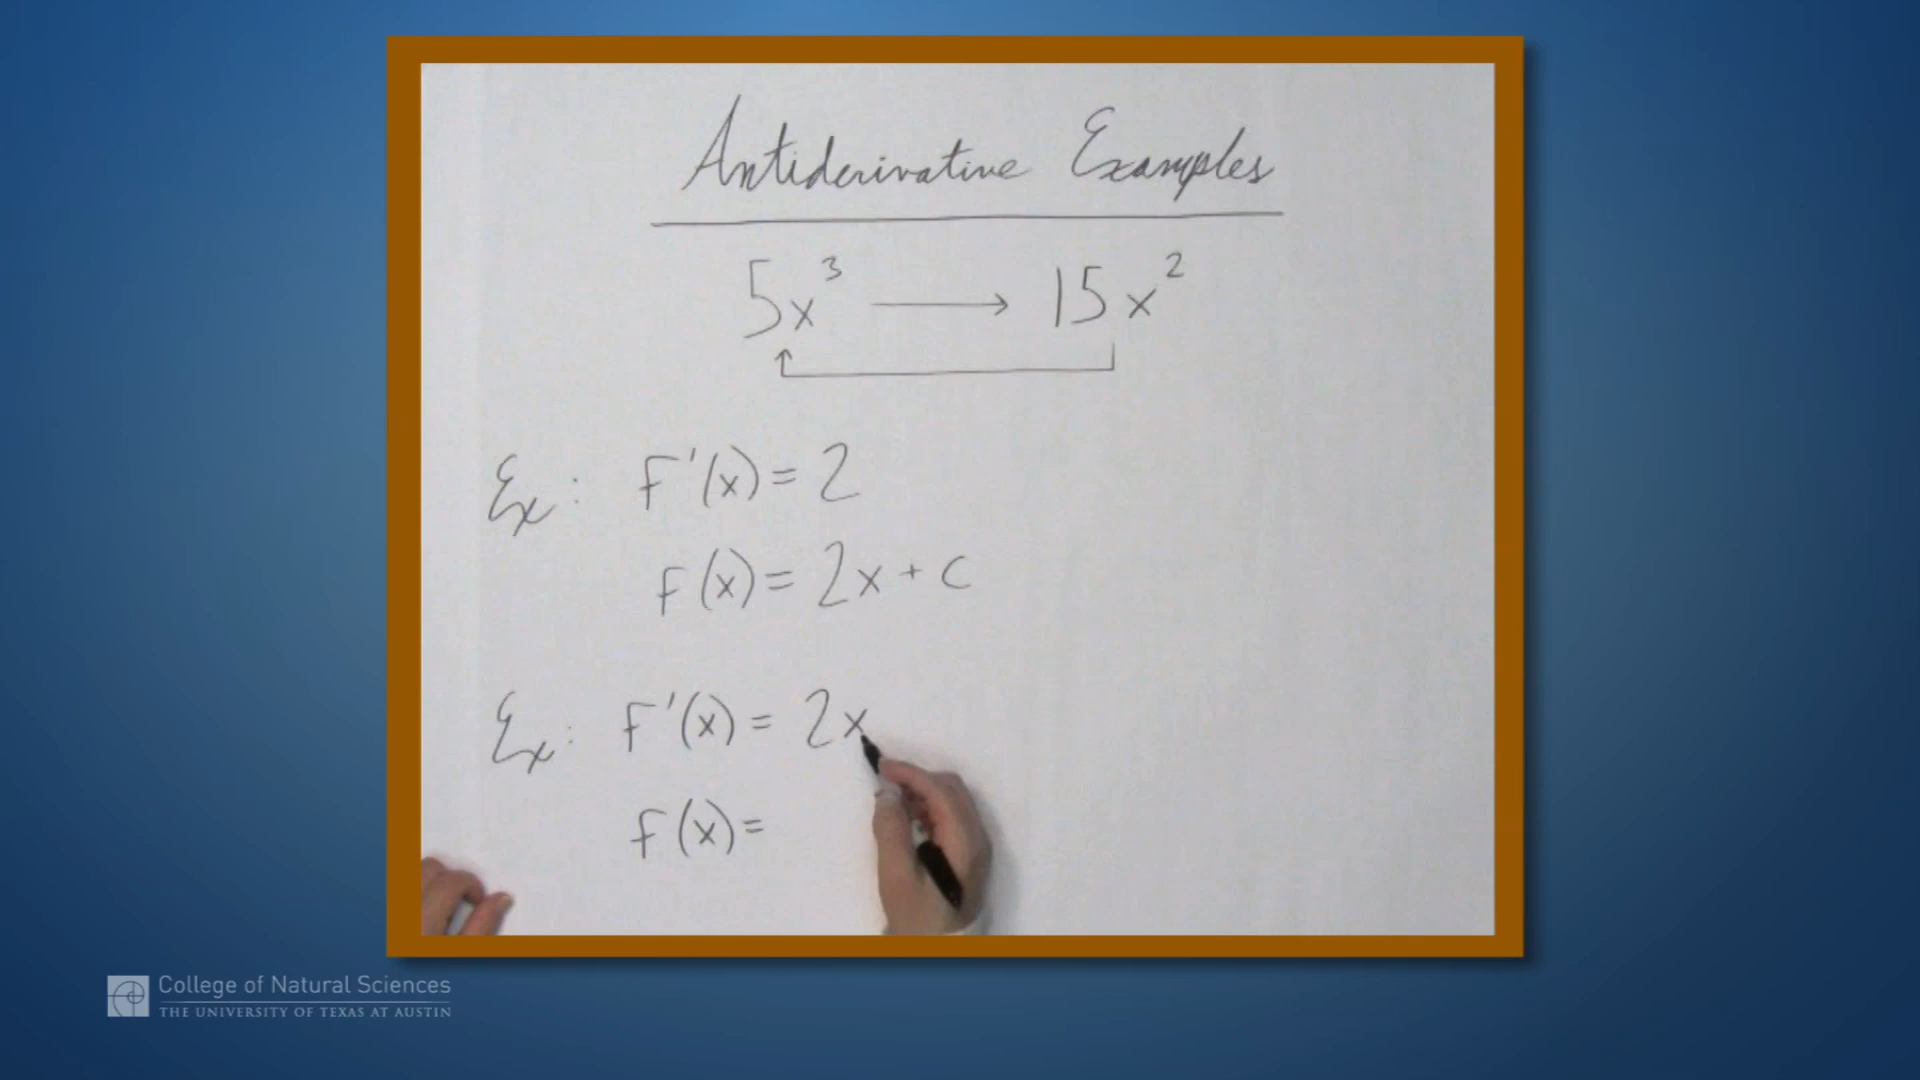 Antiderivative Examples
5x³ → 15x²
Ex: f'(x) = 2
f(x) = 2x + c
Ex: f'(x) = 2x
f(x) =
College of Natural Sciences
THE UNIVERSITY OF TEXAS AT AUSTIN